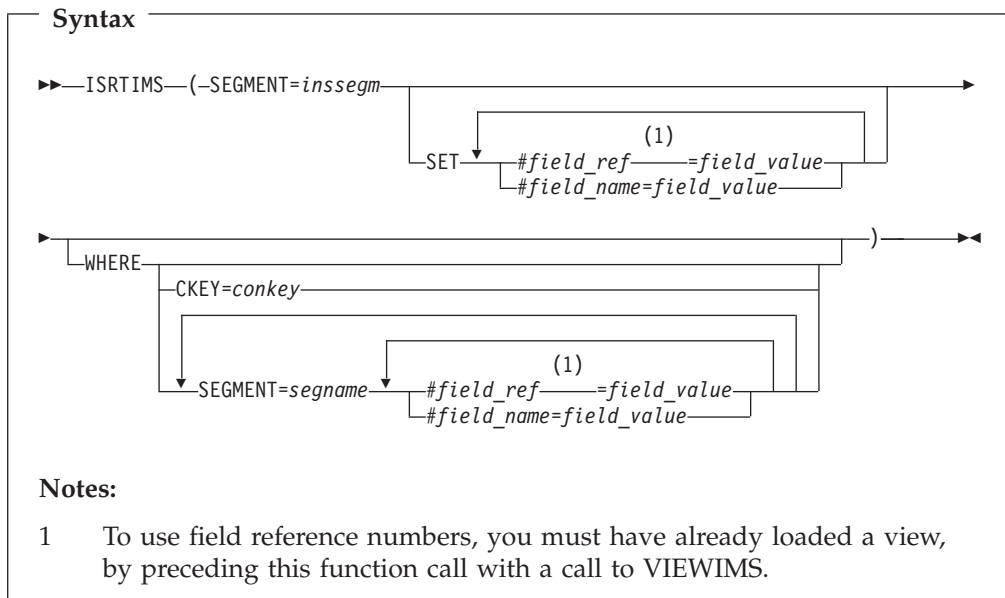 Syntax
ISRTIMS ( SEGMENT=inssegm
(1)
SET #field_ref =field_value
#field_name=field_value
)
WHERE
CKEY=conkey
(1)
SEGMENT=segname #field_ref =field_value
#field_name=field_value
Notes:
1 To use field reference numbers, you must have already loaded a view,
by preceding this function call with a call to VIEWIMS.